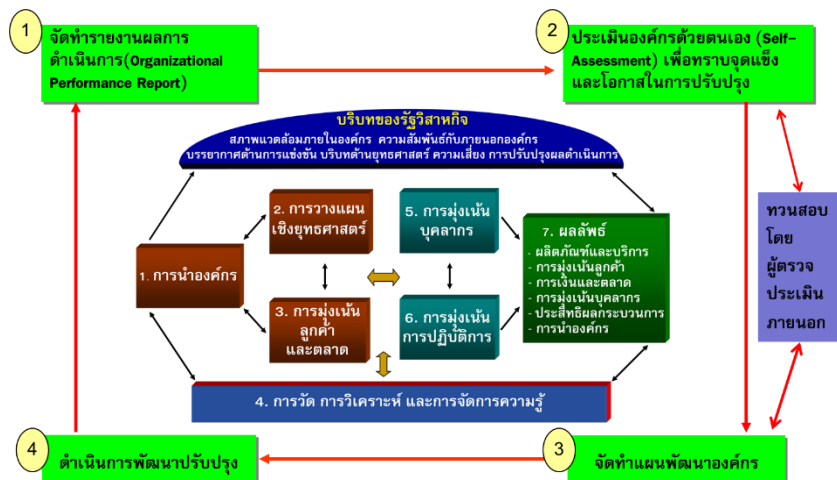 1
จัดทำรายงานผลการ
ดำเนินการ(Organizational
Performance Report)
2
ประเมินองค์กรด้วยตนเอง (Self-
Assessment) เพื่อทราบจุดแข็ง
และโอกาสในการปรับปรุง
บริบทของรัฐวิสาหกิจ
สภาพแวดล้อมภายในองค์กร ความสัมพันธ์กับภายนอกองค์กร
บรรยากาศด้านการแข่งขัน บริบทด้านยุทธศาสตร์ ความเสี่ยง การปรับปรุงผลดำเนินการ
1. การนำองค์กร
2. การวางแผน
เชิงยุทธศาสตร์
3. การมุ่งเน้น
ลูกค้า
และตลาด
5. การมุ่งเน้น
บุคลากร
6. การมุ่งเน้น
การปฏิบัติการ
7. ผลลัพธ์
- ผลิตภัณฑ์และบริการ
- การมุ่งเน้นลูกค้า
- การเงินและตลาด
- การมุ่งเน้นบุคลากร
- ประสิทธิผลกระบวนการ
- การนำองค์กร
ทวนสอบ
โดย
ผู้ตรวจ
ประเมิน
ภายนอก
4. การวัด การวิเคราะห์ และการจัดการความรู้
4
ดำเนินการพัฒนาปรับปรุง
3
จัดทำแผนพัฒนาองค์กร